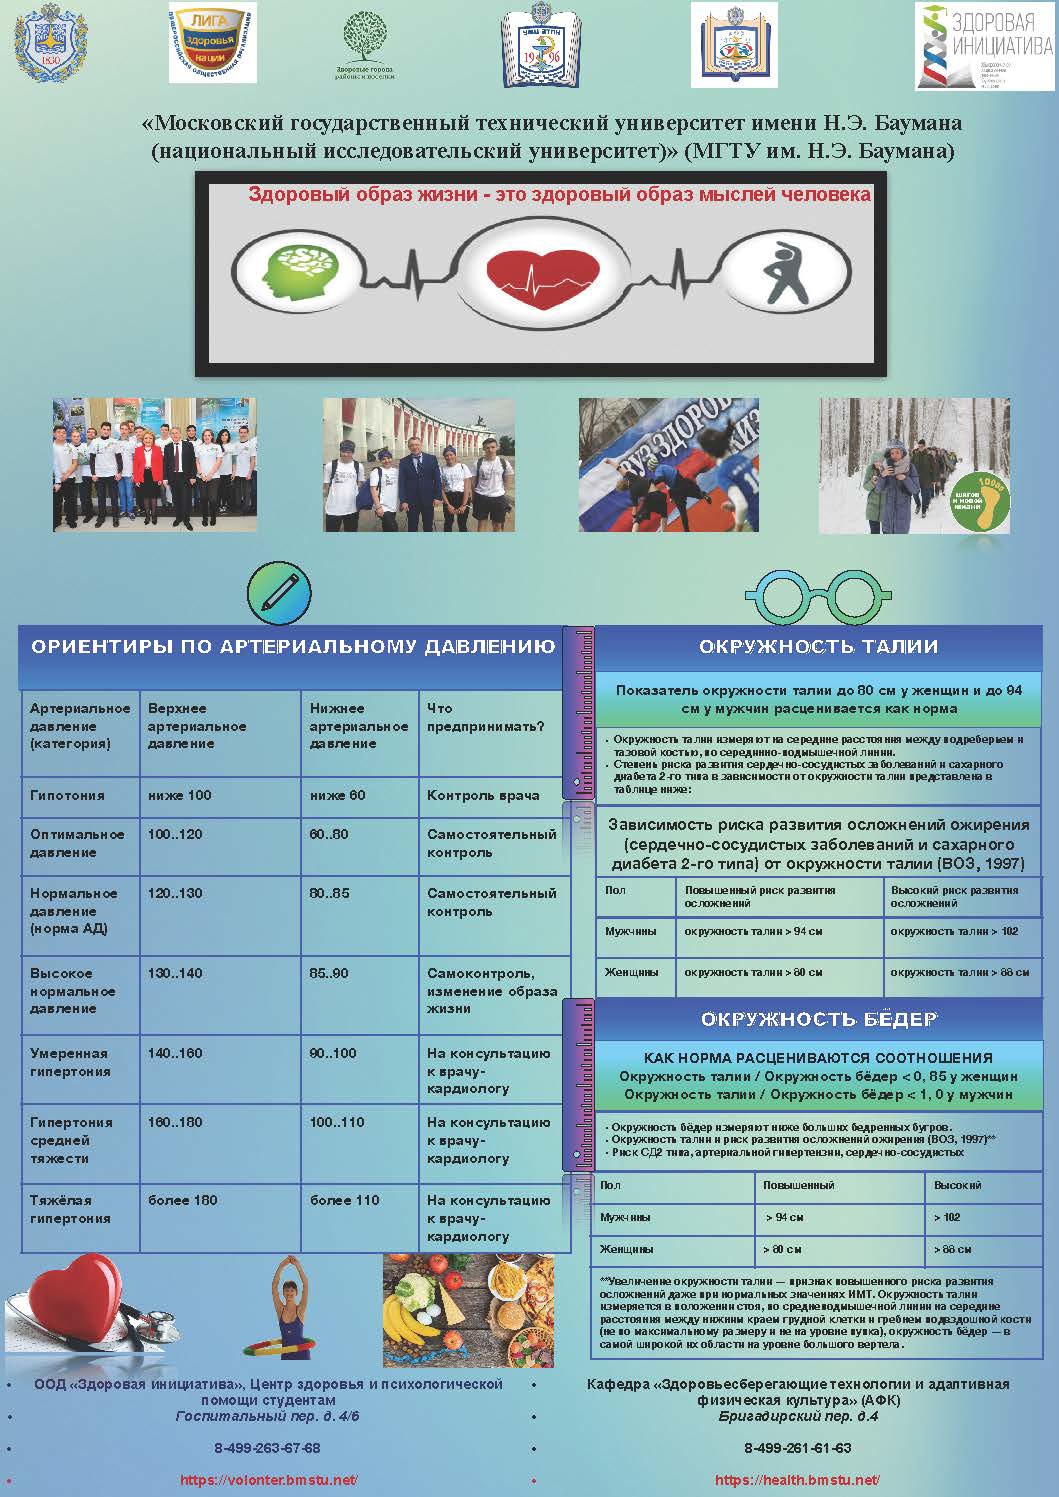 1830
ОБЩЕРОССИЙСКАЯ ОБЩЕСТВЕННАЯ ОРГАНИЗАЦИЯ
ЛИГА
здоровья
нации
Здоровые города
районы и поселки
УМЦ ЗТПН
19 96
ЗДОРОВАЯ
ИНИЦИАТИВА
«Московский государственный технический университет имени Н.Э. Баумана
(национальный исследовательский университет)» (МГТУ им. Н.Э. Баумана)
Здоровый образ жизни - это здоровый образ мыслей человека
ВУЗ ЗДОРОВ
10000
ШАГОВ
К НОВОЙ
ЖИЗНИ
ОРИЕНТИРЫ ПО АРТЕРИАЛЬНОМУ ДАВЛЕНИЮ
Артериальное давление (категория) Верхнее артериальное давление Нижнее артериальное давление Что предпринимать?
Гипотония ниже 100 ниже 60 Контроль врача
Оптимальное давление 100..120 60..80 Самостоятельный контроль
Нормальное давление (норма АД) 120..130 80..85 Самостоятельный контроль
Высокое нормальное давление 130..140 85..90 Самоконтроль, изменение образа жизни
Умеренная гипертония 140..160 90..100 На консультацию к врачу-кардиологу
Гипертония средней тяжести 160..180 100..110 На консультацию к врачу-кардиологу
Тяжёлая гипертония более 180 более 110 На консультацию к врачу-кардиологу
ОКРУЖНОСТЬ ТАЛИИ
Показатель окружности талии до 80 см у женщин и до 94
см у мужчин расценивается как норма
• Окружность талии измеряют на середине расстояния между подреберьем и
тазовой костью, по серединно-подмышечной линии.
• Степень риска развития сердечно-сосудистых заболеваний и сахарного
диабета 2-го типа в зависимости от окружности талии представлена в
таблице ниже:
Зависимость риска развития осложнений ожирения
(сердечно-сосудистых заболеваний и сахарного
диабета 2-го типа) от окружности талии (ВОЗ, 1997)
Пол Повышенный риск развития осложнений Высокий риск развития осложнений
Мужчины окружность талии > 94 см окружность талии > 102
Женщины окружность талии > 80 см окружность талии > 88 см
ОКРУЖНОСТЬ БЁДЕР
КАК НОРМА РАСЦЕНИВАЮТСЯ СООТНОШЕНИЯ
Окружность талии / Окружность бёдер < 0, 85 у женщин
Окружность талии / Окружность бёдер < 1, 0 у мужчин
• Окружность бёдер измеряют ниже больших бедренных бугров.
• Окружность талии и риск развития осложнений ожирения (ВОЗ, 1997)**
• Риск СД2 типа, артериальной гипертензии, сердечно-сосудистых
Пол Повышенный Высокий
Мужчины > 94 см > 102
Женщины > 80 см > 88 см
**Увеличение окружности талии — признак повышенного риска развития
осложнений даже при нормальных значениях ИМТ. Окружность талии
измеряется в положении стоя, по среднеподмышечной линии на середине
расстояния между нижним краем грудной клетки и гребнем подвздошной кости
(не по максимальному размеру и не на уровне пупка), окружность бёдер — в
самой широкой их области на уровне большого вертела.
• ООД «Здоровая инициатива», Центр здоровья и психологической
помощи студентам
• Госпитальный пер. д. 4/6
• 8-499-263-67-68
• https://volonter.bmstu.net/
• Кафедра «Здоровьесберегающие технологии и адаптивная
физическая культура» (АФК)
• Бригадирский пер. д.4
• 8-499-261-61-63
• https://health.bmstu.net/